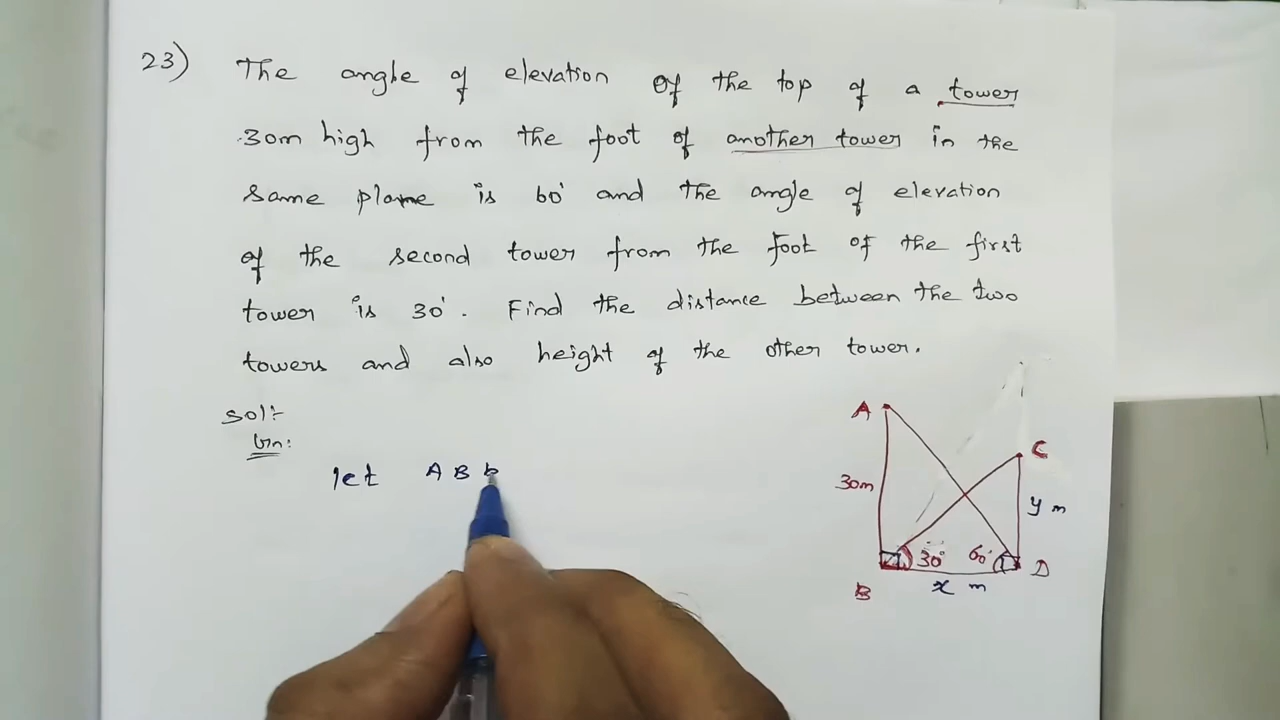 23) The angle of elevation of the top of a tower
30m high from the foot of another tower in the
same plane is 60° and the angle of elevation
of the second tower from the foot of the first
tower is 30°. Find the distance between the two
towers and also height of the other tower.
Sol:-
let A B b
A
C
30m
y m
30° 60°
D
B
x m